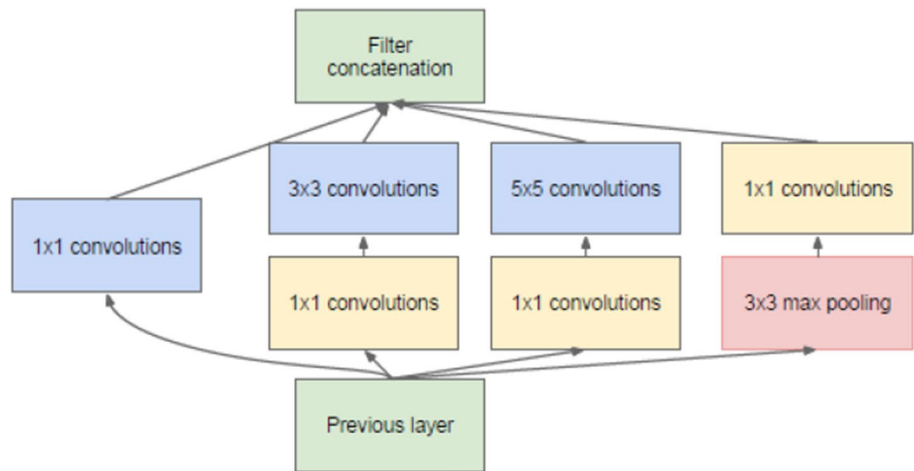 Filter
concatenation
3x3 convolutions
5x5 convolutions
1x1 convolutions
1x1 convolutions
1x1 convolutions
1x1 convolutions
3x3 max pooling
Previous layer